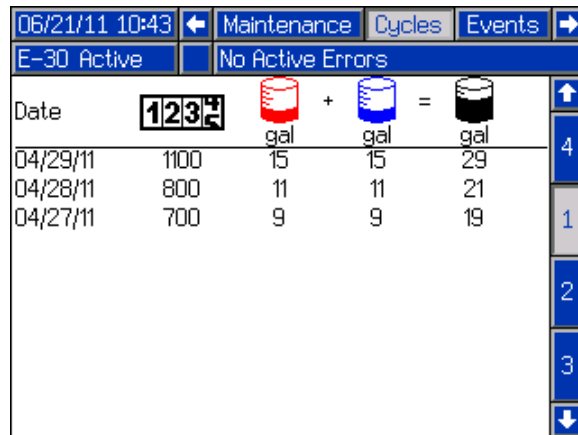 06/21/11 10:43 Maintenance Cycles Events
E-30 Active No Active Errors
Date 1234 + =
5
gal gal gal
04/29/11 1100 15 15 29
04/28/11 800 11 11 21
04/27/11 700 9 9 19
4
1
2
3